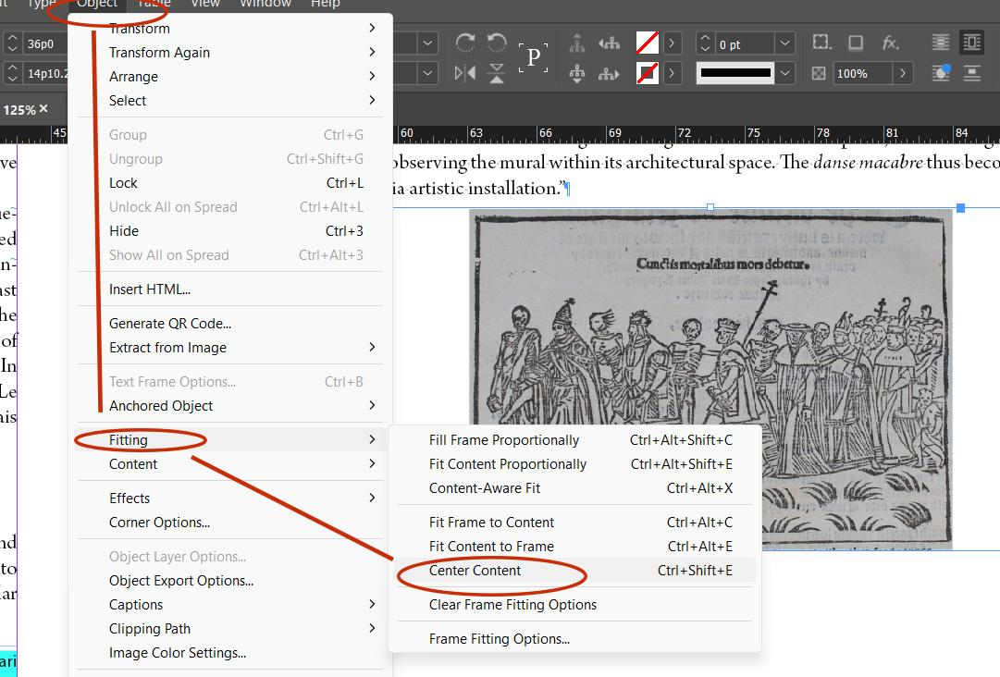 Type Object Table View Window Help
36p0
0 pt
14p10.2
100%
125% ×
45 60 63 66 69 72 75 78 81 84
Transform
Transform Again
Arrange
Select
Group Ctrl+G
Ungroup Ctrl+Shift+G
Lock Ctrl+L
Unlock All on Spread Ctrl+Alt+L
Hide Ctrl+3
Show All on Spread Ctrl+Alt+3
Insert HTML...
Generate QR Code...
Extract from Image
Text Frame Options... Ctrl+B
Anchored Object
Fitting
Content
Effects
Corner Options...
Object Layer Options...
Object Export Options...
Captions
Clipping Path
Image Color Settings...
Fill Frame Proportionally Ctrl+Alt+Shift+C
Fit Content Proportionally Ctrl+Alt+Shift+E
Content-Aware Fit Ctrl+Alt+X
Fit Frame to Content Ctrl+Alt+C
Fit Content to Frame Ctrl+Alt+E
Center Content Ctrl+Shift+E
Clear Frame Fitting Options
Frame Fitting Options...
observing the mural within its architectural space. The danse macabre thus beco
ia artistic installation.”¶
Cunctis mortalibus mors debetur.
ve
ue-
ed
n-
ast
he
of
In
Le
ais
nd
to
lar
ari